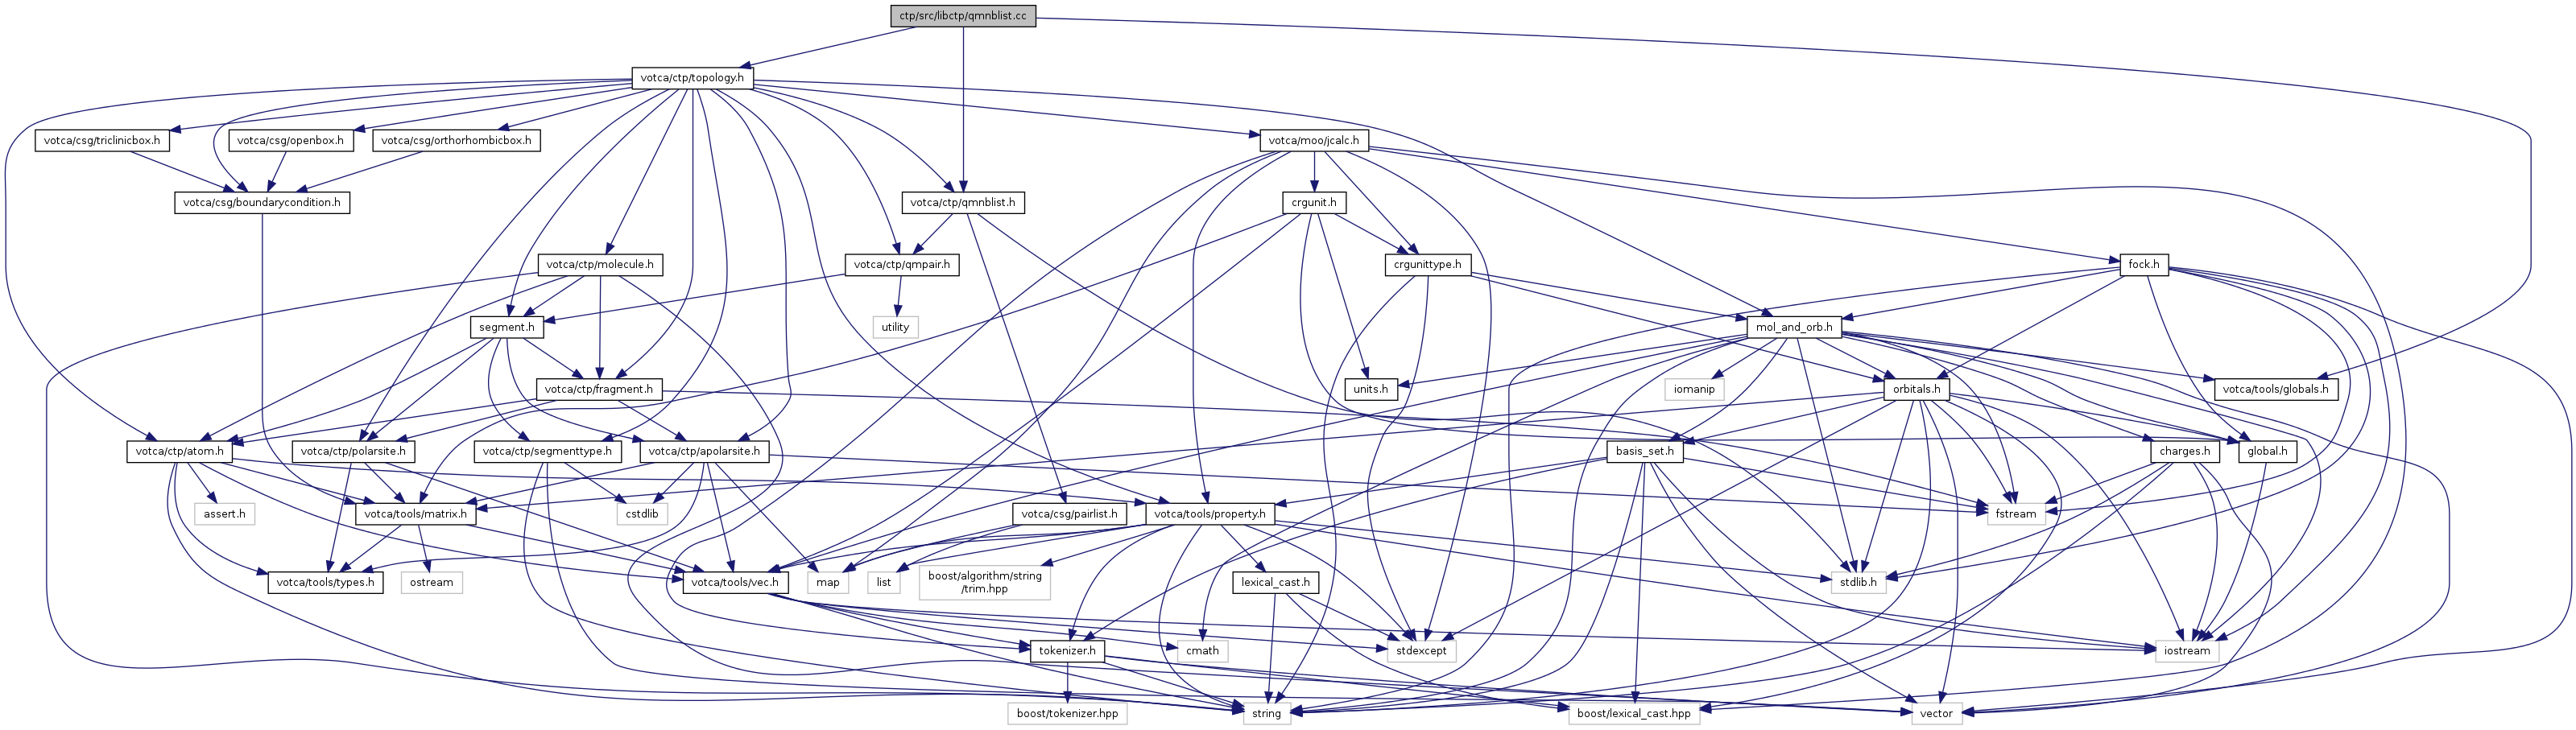 ctp/src/libctp/qmnblist.cc
votca/ctp/topology.h
votca/csg/triclinicbox.h
votca/csg/openbox.h
votca/csg/orthorhombicbox.h
votca/moo/jcalc.h
votca/csg/boundarycondition.h
votca/ctp/qmnblist.h
crgunit.h
votca/ctp/molecule.h
votca/ctp/qmpair.h
crgunittype.h
fock.h
segment.h
utility
mol_and_orb.h
votca/ctp/fragment.h
units.h
iomanip
orbitals.h
votca/tools/globals.h
votca/ctp/atom.h
votca/ctp/polarsite.h
votca/ctp/segmenttype.h
votca/ctp/apolarsite.h
basis_set.h
charges.h
global.h
assert.h
votca/tools/matrix.h
cstdlib
votca/csg/pairlist.h
votca/tools/property.h
fstream
votca/tools/types.h
ostream
votca/tools/vec.h
map
list
boost/algorithm/string
/trim.hpp
lexical_cast.h
stdlib.h
tokenizer.h
cmath
stdexcept
iostream
boost/tokenizer.hpp
string
boost/lexical_cast.hpp
vector